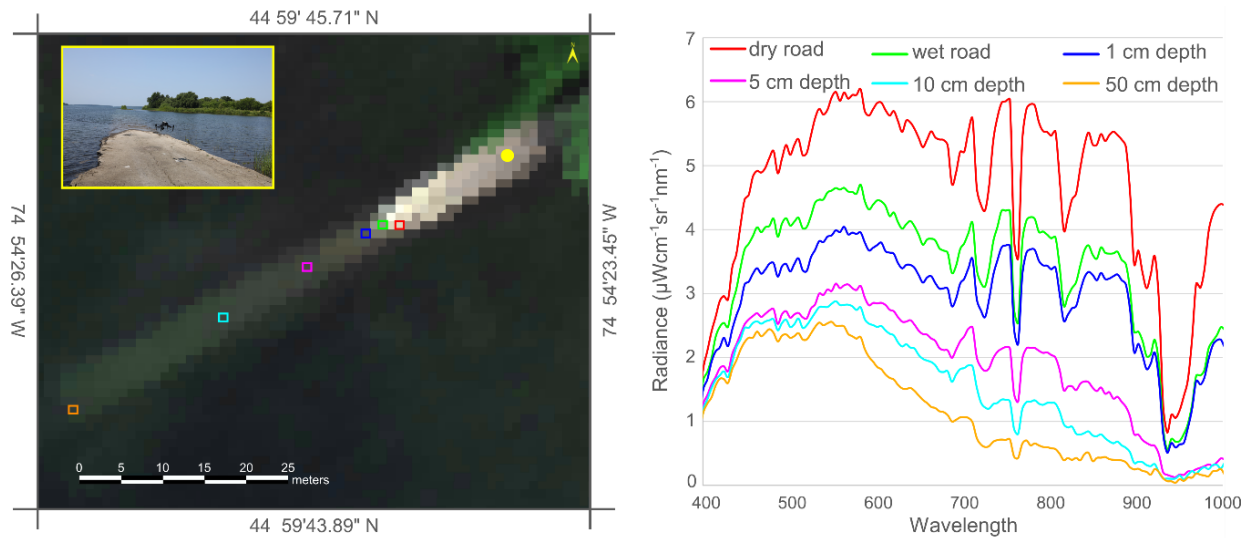 44 59' 45.71" N
N
74 54'26.39" W
74 54'23.45" W
0 5 10 15 20 25
meters
44 59'43.89" N
7
6
5
4
3
2
1
0
Radiance (µWcm⁻¹sr⁻¹nm⁻¹)
dry road wet road 1 cm depth
5 cm depth 10 cm depth 50 cm depth
400 500 600 700 800 900 1000
Wavelength